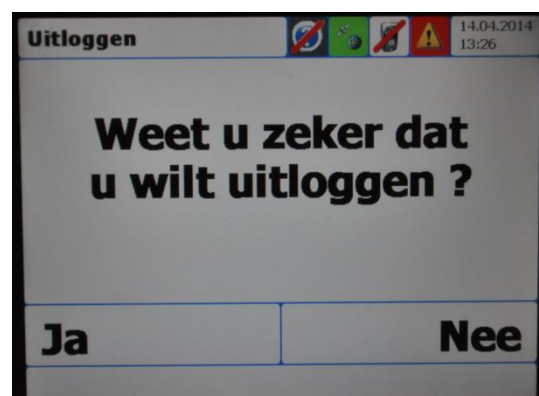 Uitloggen
14.04.2014
13:26
Weet u zeker dat
u wilt uitloggen ?
Ja
Nee